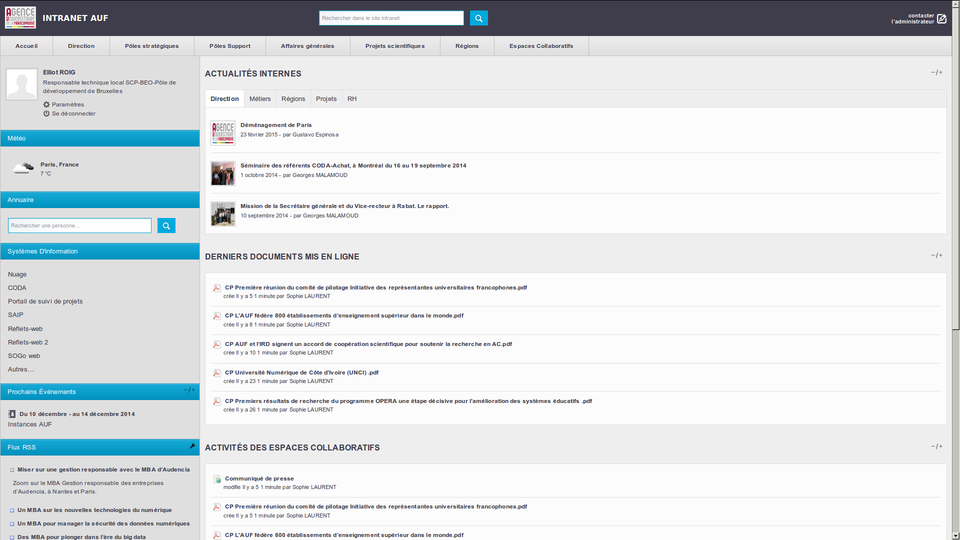 AGENCE
UNIVERSITAIRE
DE LA
FRANCOPHONIE
INTRANET AUF
Rechercher dans le site intranet
contacter
l'administrateur
Accueil
Direction
Pôles stratégiques
Pôles Support
Affaires générales
Projets scientifiques
Régions
Espaces Collaboratifs
Elliot ROIG
Responsable technique local SCP-BEO-Pôle de
développement de Bruxelles
Paramètres
Se déconnecter
Météo
Paris, France
7 °C
Annuaire
Rechercher une personne...
Systèmes D'information
Nuage
CODA
Portail de suivi de projets
SAIP
Reflets-web
Reflets-web 2
SOGo web
Autres...
Prochains Événements
−/+
Du 10 décembre - au 14 décembre 2014
Instances AUF
Flux RSS
Miser sur une gestion responsable avec le MBA d'Audencia
Zoom sur le MBA Gestion responsable des entreprises
d'Audencia, à Nantes et Paris.
Un MBA sur les nouvelles technologies du numérique
Un MBA pour manager la sécurité des données numériques
Des MBA pour plonger dans l'ère du big data
ACTUALITÉS INTERNES
−/+
Direction
Métiers
Régions
Projets
RH
Déménagement de Paris
23 février 2015 - par Gustavo Espinosa
Séminaire des référents CODA-Achat, à Montréal du 16 au 19 septembre 2014
1 octobre 2014 - par Georges MALAMOUD
Mission de la Secrétaire générale et du Vice-recteur à Rabat. Le rapport.
10 septembre 2014 - par Georges MALAMOUD
DERNIERS DOCUMENTS MIS EN LIGNE
−/+
CP Première réunion du comité de pilotage Initiative des représentantes universitaires francophones.pdf
crée il y a 5 1 minute par Sophie LAURENT
CP L'AUF fédère 800 établissements d'enseignement supérieur dans le monde.pdf
crée il y a 8 1 minute par Sophie LAURENT
CP AUF et l'IRD signent un accord de coopération scientifique pour soutenir la recherche en AC.pdf
crée il y a 10 1 minute par Sophie LAURENT
CP Université Numérique de Côte d'Ivoire (UNCI) .pdf
crée il y a 23 1 minute par Sophie LAURENT
CP Premiers résultats de recherche du programme OPERA une étape décisive pour l'amélioration des systèmes éducatifs .pdf
crée il y a 26 1 minute par Sophie LAURENT
ACTIVITÉS DES ESPACES COLLABORATIFS
−/+
Communiqué de presse
modifie il y a 5 1 minute par Sophie LAURENT
CP Première réunion du comité de pilotage Initiative des représentantes universitaires francophones.pdf
crée il y a 5 1 minute par Sophie LAURENT
CP L'AUF fédère 800 établissements d'enseignement supérieur dans le monde.pdf